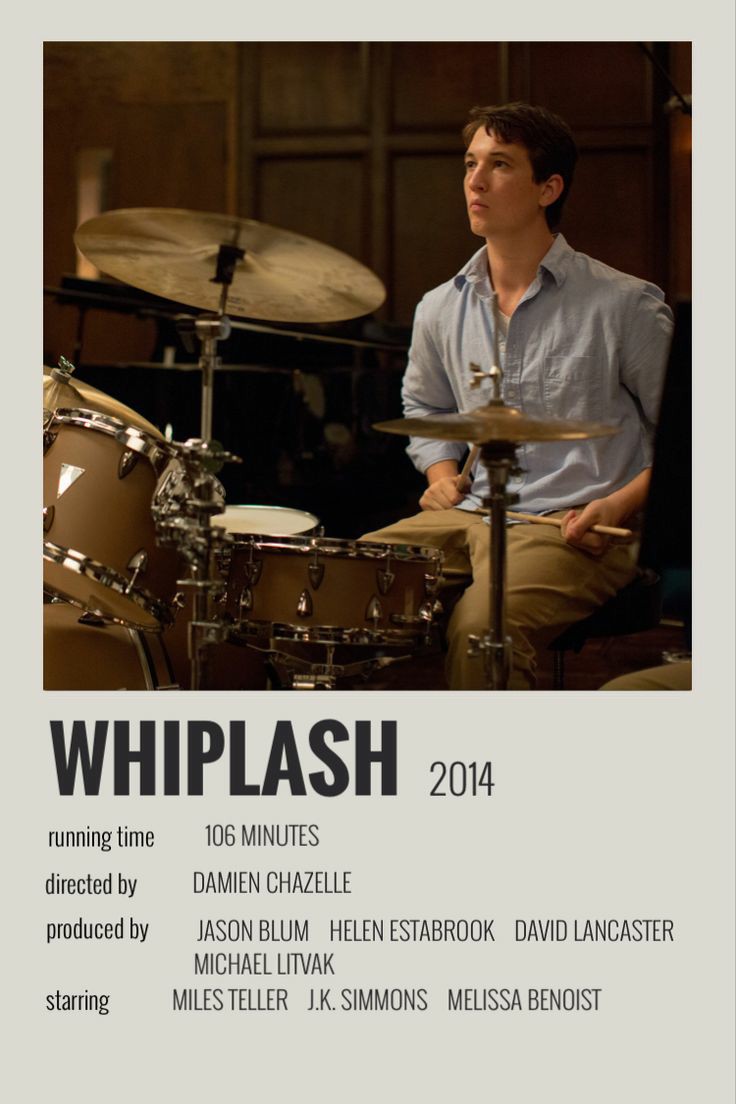 WHIPLASH 2014
running time 106 MINUTES
directed by DAMIEN CHAZELLE
produced by JASON BLUM HELEN ESTABROOK DAVID LANCASTER
MICHAEL LITVAK
starring MILES TELLER J.K. SIMMONS MELISSA BENOIST